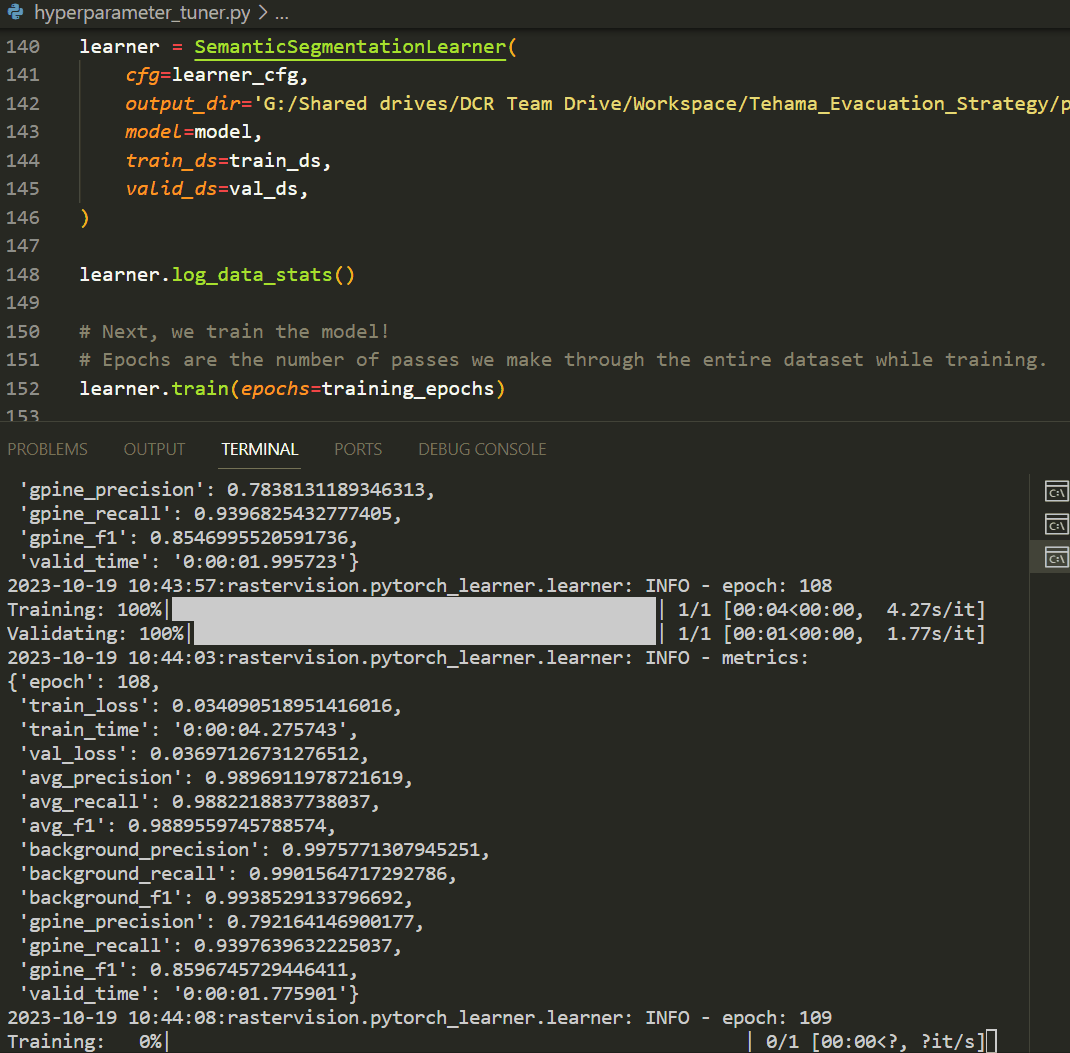 hyperparameter_tuner.py > ...
140 learner = SemanticSegmentationLearner(
141 cfg=learner_cfg,
142 output_dir='G:/Shared drives/DCR Team Drive/Workspace/Tehama_Evacuation_Strategy/p
143 model=model,
144 train_ds=train_ds,
145 valid_ds=val_ds,
146 )
147
148 learner.log_data_stats()
149
150 # Next, we train the model!
151 # Epochs are the number of passes we make through the entire dataset while training.
152 learner.train(epochs=training_epochs)
153
PROBLEMS OUTPUT TERMINAL PORTS DEBUG CONSOLE
'gpine_precision': 0.7838131189346313,
'gpine_recall': 0.9396825432777405,
'gpine_f1': 0.8546995520591736,
'valid_time': '0:00:01.995723'}
2023-10-19 10:43:57:rastervision.pytorch_learner.learner: INFO - epoch: 108
Training: 100%| | 1/1 [00:04<00:00, 4.27s/it]
Validating: 100%| | 1/1 [00:01<00:00, 1.77s/it]
2023-10-19 10:44:03:rastervision.pytorch_learner.learner: INFO - metrics:
{'epoch': 108,
'train_loss': 0.034090518951416016,
'train_time': '0:00:04.275743',
'val_loss': 0.03697126731276512,
'avg_precision': 0.9896911978721619,
'avg_recall': 0.9882218837738037,
'avg_f1': 0.9889559745788574,
'background_precision': 0.9975771307945251,
'background_recall': 0.9901564717292786,
'background_f1': 0.9938529133796692,
'gpine_precision': 0.792164146900177,
'gpine_recall': 0.9397639632225037,
'gpine_f1': 0.8596745729446411,
'valid_time': '0:00:01.775901'}
2023-10-19 10:44:08:rastervision.pytorch_learner.learner: INFO - epoch: 109
Training: 0%| | 0/1 [00:00<?, ?it/s]